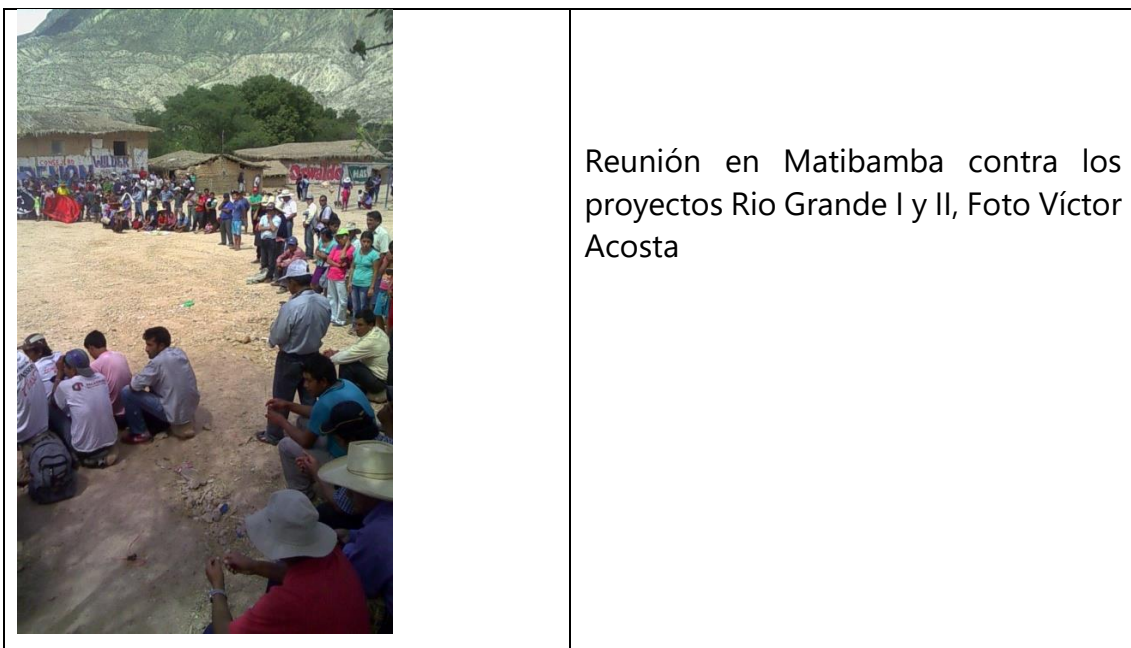 WILDER
Oswaldo
Reunión en Matibamba contra los
proyectos Rio Grande I y II, Foto Víctor
Acosta